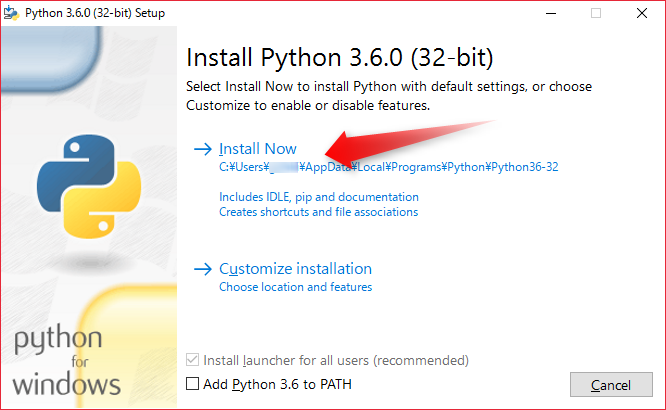 Python 3.6.0 (32-bit) Setup
Install Python 3.6.0 (32-bit)
Select Install Now to install Python with default settings, or choose
Customize to enable or disable features.
Install Now
C:¥Users¥ ¥AppData¥Local¥Programs¥Python¥Python36-32
Includes IDLE, pip and documentation
Creates shortcuts and file associations
Customize installation
Choose location and features
python
for
windows
Install launcher for all users (recommended)
Add Python 3.6 to PATH
Cancel